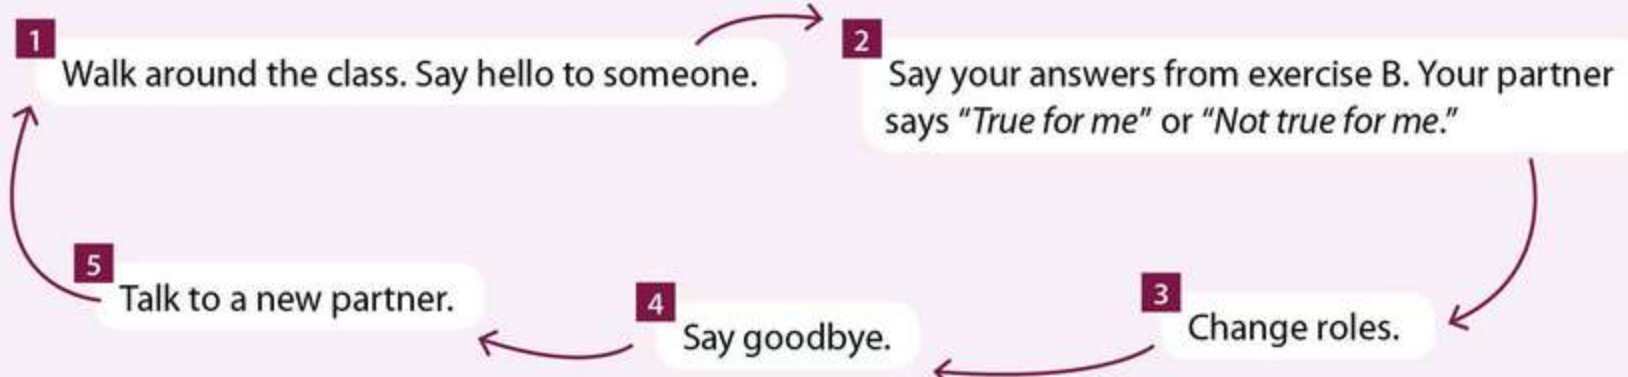 1
Walk around the class. Say hello to someone.
2
Say your answers from exercise B. Your partner
says “True for me” or “Not true for me.”
3
Change roles.
4
Say goodbye.
5
Talk to a new partner.